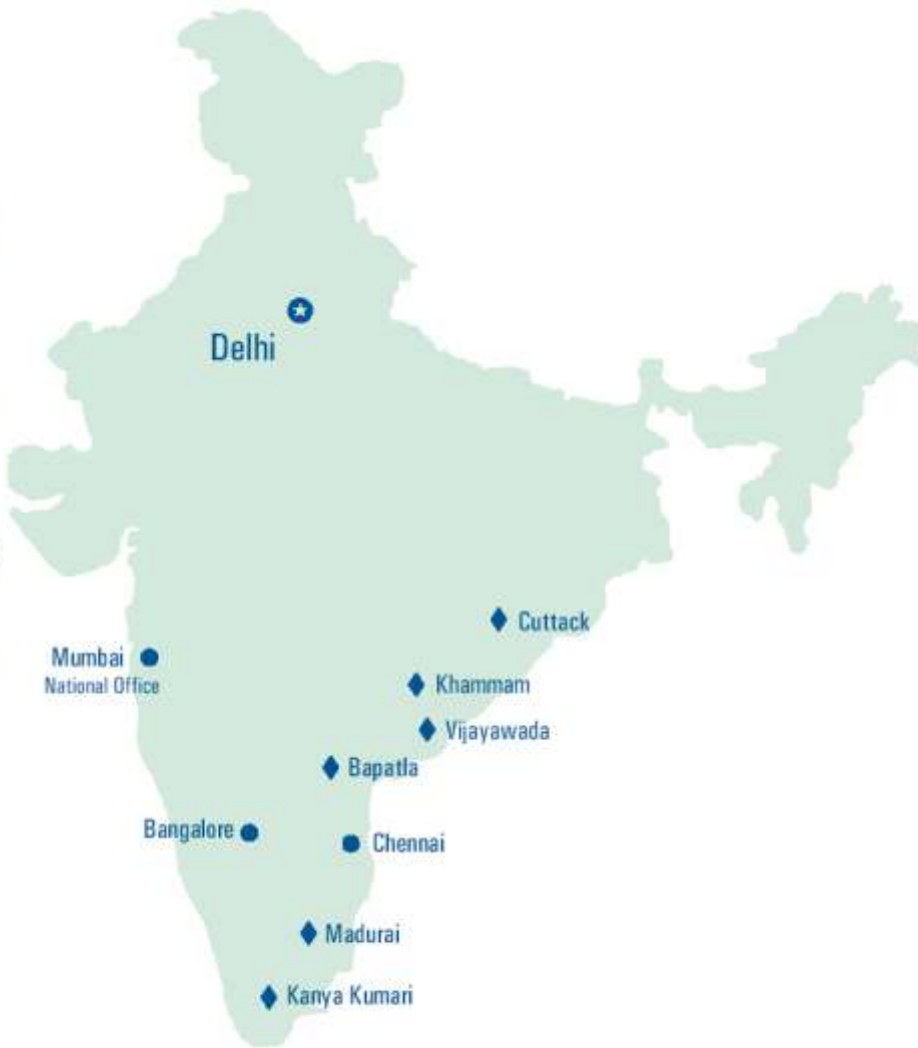 Delhi
Cuttack
Mumbai
National Office
Khammam
Vijayawada
Bapatla
Bangalore
Chennai
Madurai
Kanya Kumari